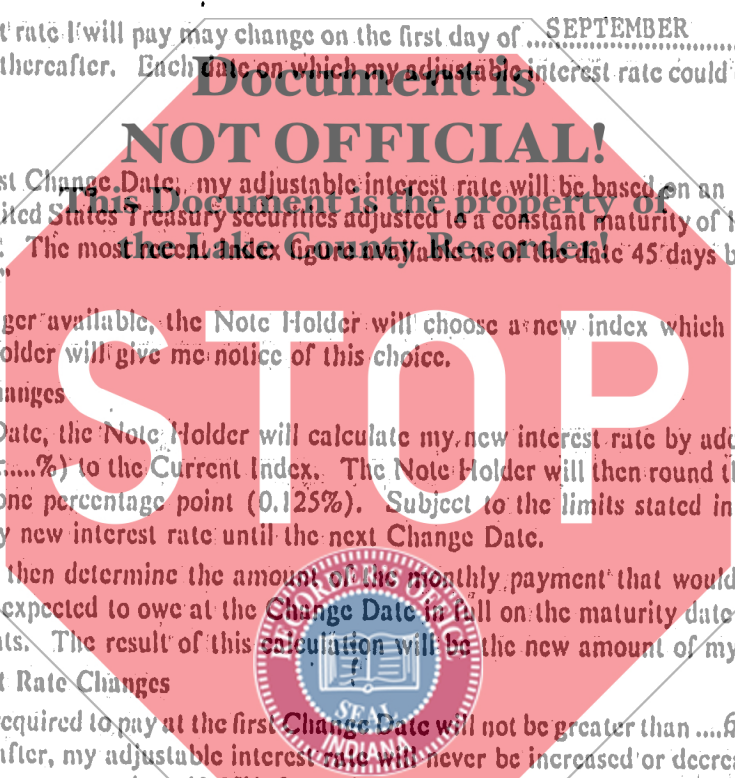 t rate I will pay may change on the first day of ....SEPTEMBER
thereafter. Each date on which my adjustable interest rate could
Document is
NOT OFFICIAL!
st Change Date, my adjustable interest rate will be based on an
This Document is the property of
ited States Treasury securities adjusted to a constant maturity of
the Lake County Recorder!
The most recent Index figure available as of the date 45 days b
ger available, the Note Holder will choose a new index which
older will give me notice of this choice.
anges
STOP
Date, the Note Holder will calculate my new interest rate by add
....%) to the Current Index. The Note Holder will then round th
one percentage point (0.125%). Subject to the limits stated in
y new interest rate until the next Change Date.
then determine the amount of the monthly payment that would
expected to owe at the Change Date in full on the maturity date
nts. The result of this calculation will be the new amount of my
t Rate Changes
RECORDER'S OFFICE
SEAL
INDIANA
equired to pay at the first Change Date will not be greater than ....
after, my adjustable interest rate will never be increased or decre